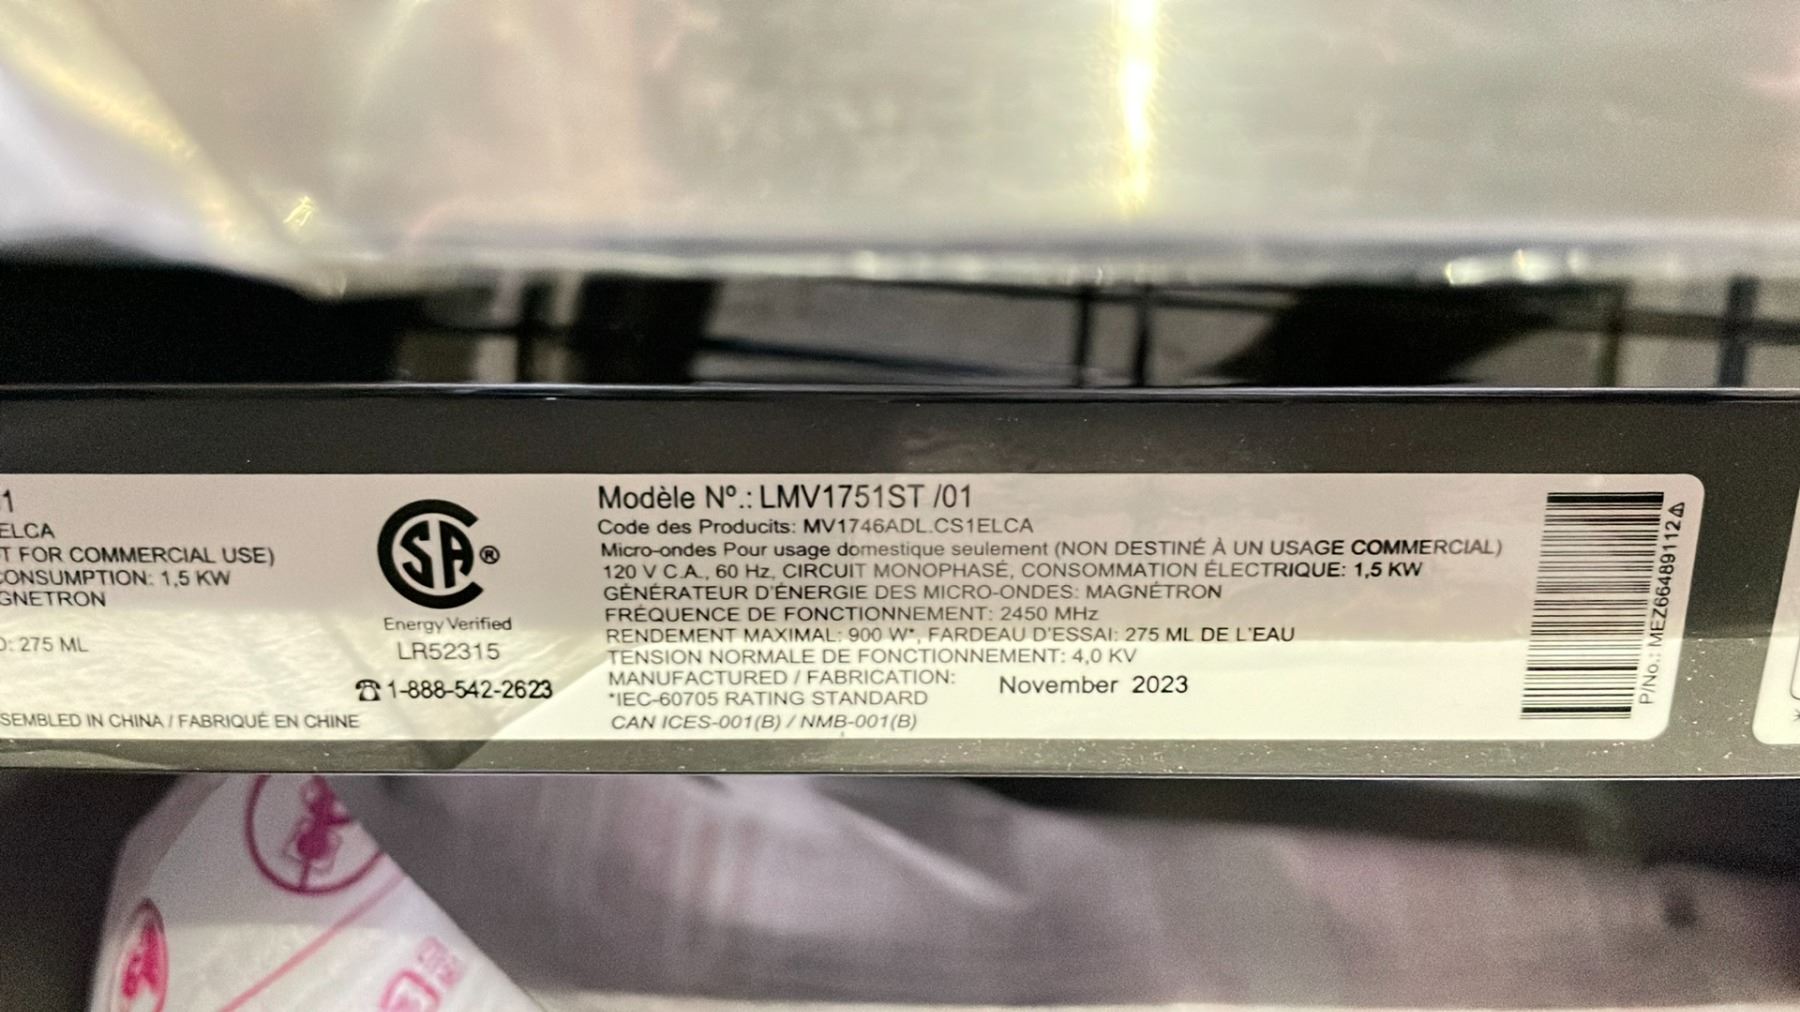 1
ELCA
T FOR COMMERCIAL USE)
CONSUMPTION: 1,5 KW
GNETRON
D: 275 ML
SEMBLED IN CHINA / FABRIQUÉ EN CHINE
SA®
Energy Verified
LR52315
☎ 1-888-542-2623
Modèle Nº.: LMV1751ST /01
Code des Producits: MV1746ADL.CS1ELCA
Micro-ondes Pour usage domestique seulement (NON DESTINÉ À UN USAGE COMMERCIAL)
120 V C.A., 60 Hz, CIRCUIT MONOPHASÉ, CONSOMMATION ÉLECTRIQUE: 1,5 KW
GÉNÉRATEUR D'ÉNERGIE DES MICRO-ONDES: MAGNÉTRON
FRÉQUENCE DE FONCTIONNEMENT: 2450 MHz
RENDEMENT MAXIMAL: 900 W*, FARDEAU D'ESSAI: 275 ML DE L'EAU
TENSION NORMALE DE FONCTIONNEMENT: 4,0 KV
MANUFACTURED / FABRICATION: November 2023
*IEC-60705 RATING STANDARD
CAN ICES-001(B) / NMB-001(B)
P/No.: MEZ66489112